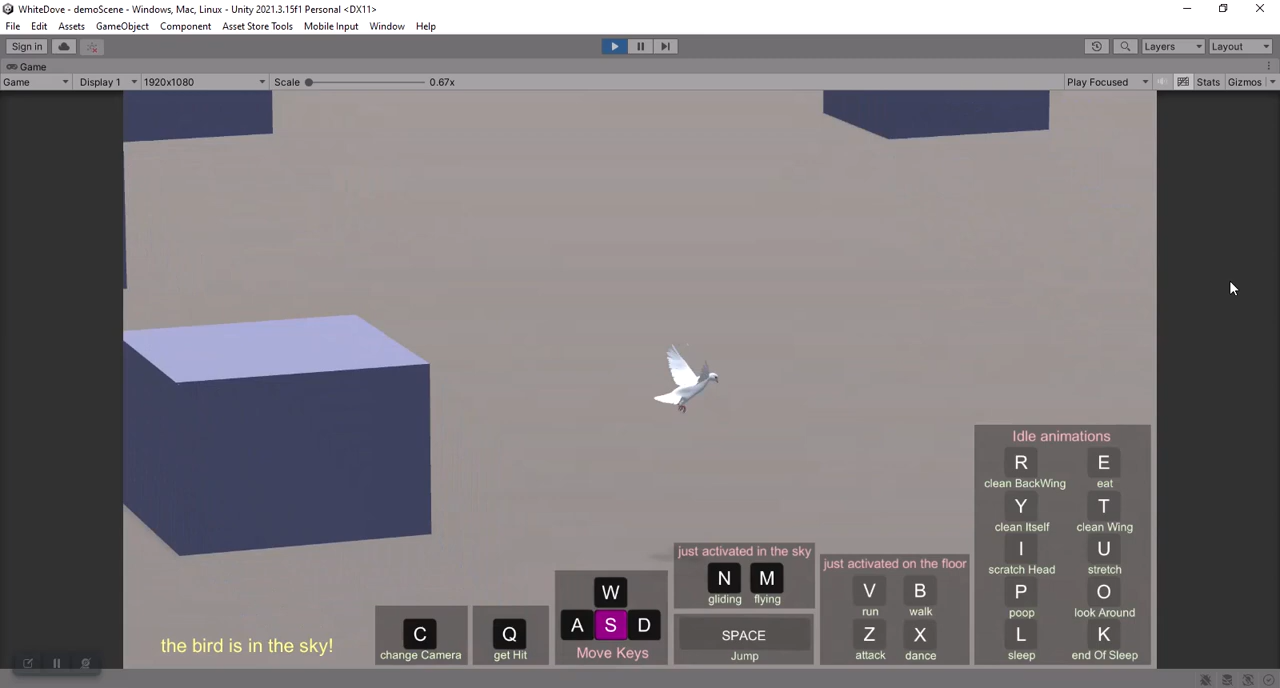 WhiteDove - demoScene - Windows, Mac, Linux - Unity 2021.3.15f1 Personal <DX11>
File Edit Assets GameObject Component Asset Store Tools Mobile Input Window Help
Sign in Layers Layout
Game
Game Display 1 1920x1080 Scale 0.67x Play Focused Stats Gizmos
Idle animations
R E
clean BackWing eat
Y T
clean Itself clean Wing
I U
scratch Head stretch
P O
poop look Around
L K
sleep end Of Sleep
just activated in the sky
N M
gliding flying
SPACE
Jump
just activated on the floor
V B
run walk
Z X
attack dance
W
A S D
Move Keys
Q
get Hit
C
change Camera
the bird is in the sky!